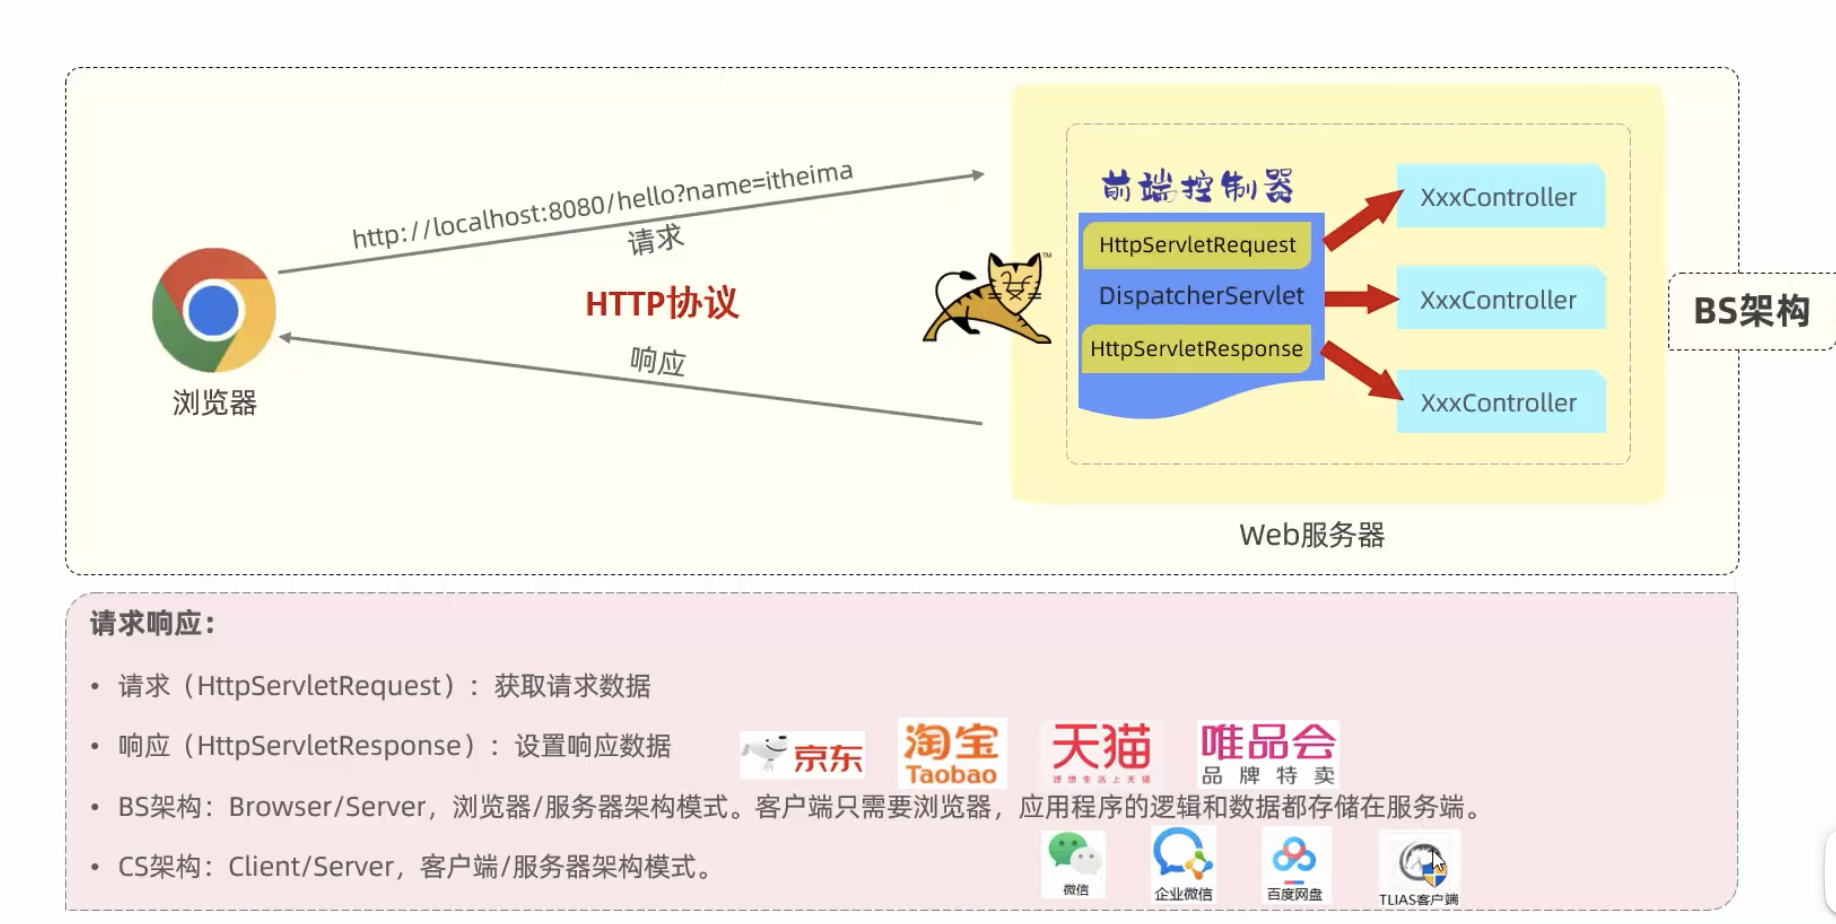 http://localhost:8080/hello?name=itheima
请求
HTTP协议
响应
浏览器
前端控制器
HttpServletRequest
DispatcherServlet
HttpServletResponse
XxxController
XxxController
XxxController
TM
Web服务器
BS架构
请求响应：
• 请求（HttpServletRequest）：获取请求数据
• 响应（HttpServletResponse）：设置响应数据
京东
淘宝
Taobao
天猫
理想生活上天猫
唯品会
品牌特卖
• BS架构：Browser/Server，浏览器/服务器架构模式。客户端只需要浏览器，应用程序的逻辑和数据都存储在服务端。
• CS架构：Client/Server，客户端/服务器架构模式。
微信
企业微信
百度网盘
TLIAS客户端